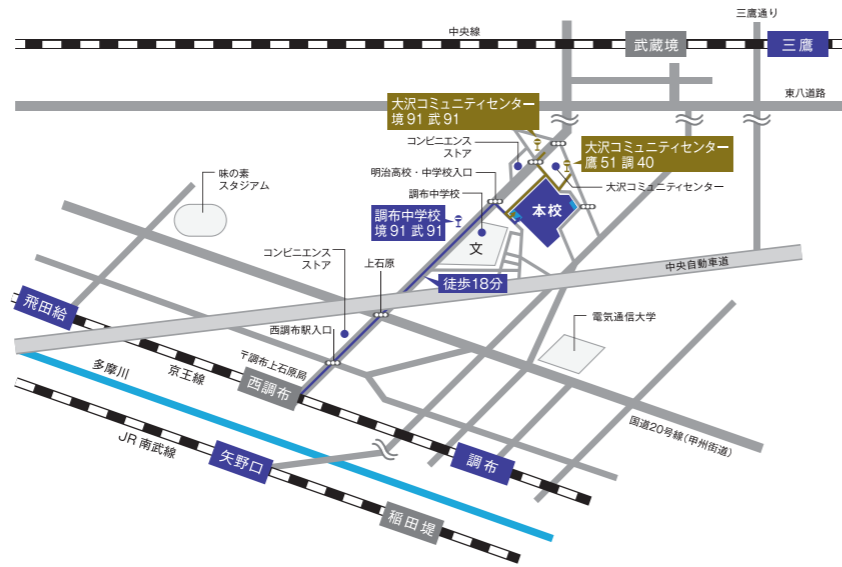 三鷹通り
中央線
武蔵境
三鷹
東八道路
大沢コミュニティセンター
境 91 武 91
コンビニエンス
ストア
大沢コミュニティセンター
鷹 51 調 40
明治高校・中学校入口
大沢コミュニティセンター
味の素
スタジアム
調布中学校
本校
調布中学校
境 91 武 91
文
コンビニエンス
ストア
上石原
中央自動車道
徒歩18分
飛田給
電気通信大学
西調布駅入口
〒調布上石原局
多摩川
京王線
西調布
国道20号線(甲州街道)
JR 南武線
矢野口
調布
稲田堤